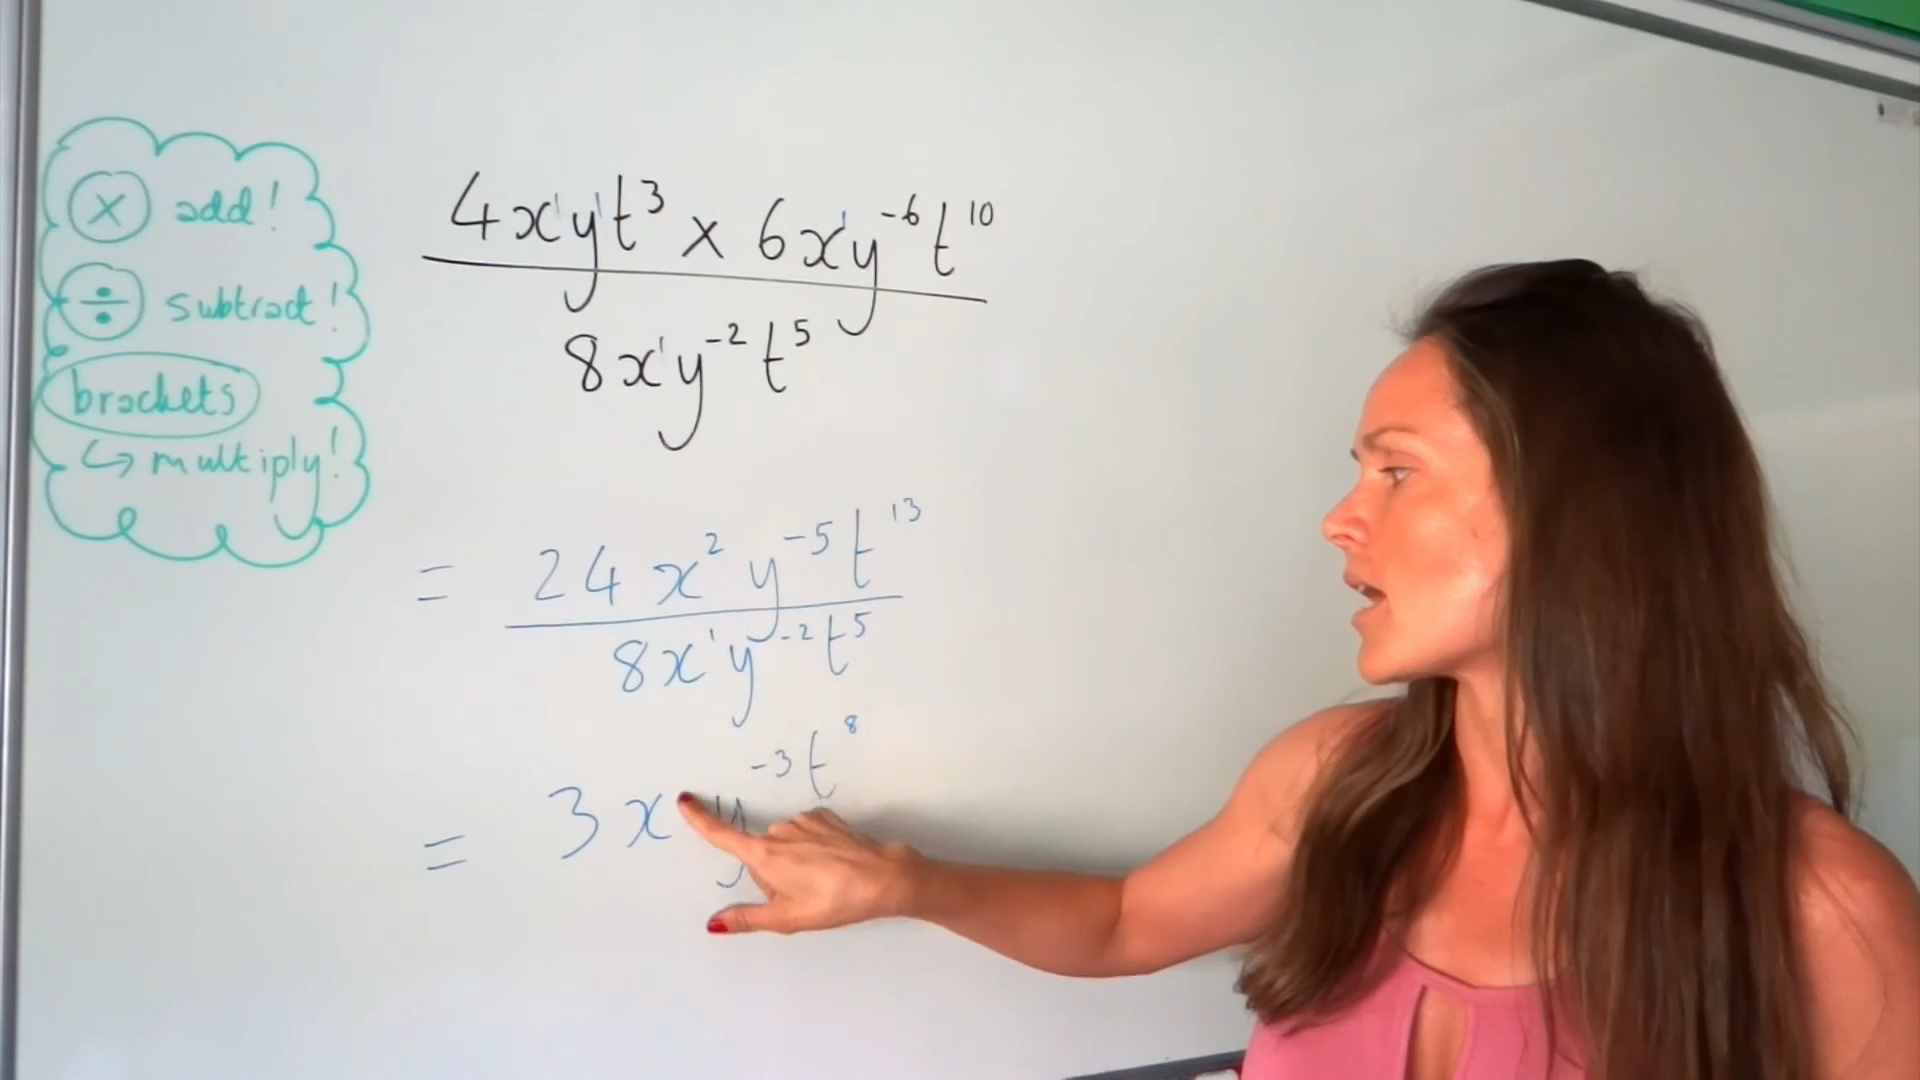 × add!
÷ subtract!
brackets
↳ multiply!
4x¹y¹t³ × 6x¹y⁻⁶t¹⁰
8x¹y⁻²t⁵
= 24x²y⁻⁵t¹³
8x¹y⁻²t⁵
= 3x y⁻³t⁸